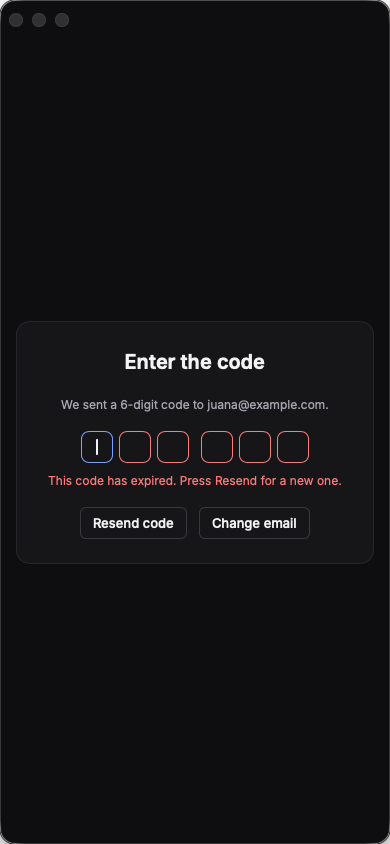 Enter the code
We sent a 6-digit code to juana@example.com.
This code has expired. Press Resend for a new one.
Resend code
Change email